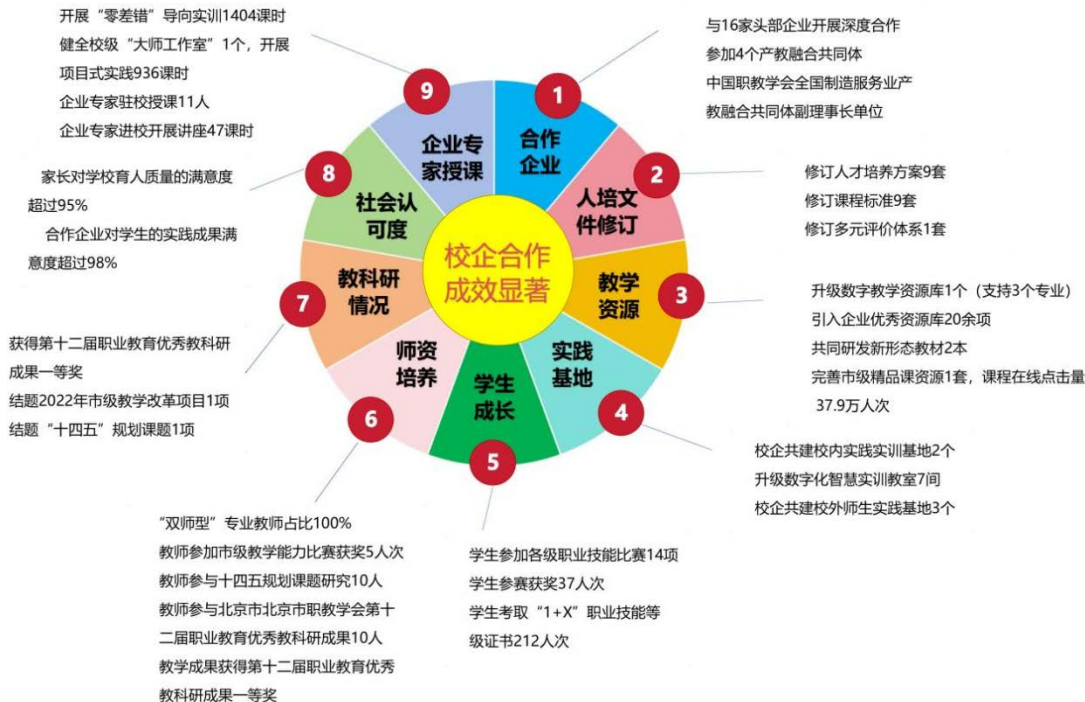 校企合作
成效显著
1
合作
企业
与16家头部企业开展深度合作
参加4个产教融合共同体
中国职教学会全国制造服务业产
教融合共同体副理事长单位
2
人培文
件修订
修订人才培养方案9套
修订课程标准9套
修订多元评价体系1套
3
教学
资源
升级数字教学资源库1个（支持3个专业）
引入企业优秀资源库20余项
共同研发新形态教材2本
完善市级精品课资源1套，课程在线点击量
37.9万人次
4
实践
基地
校企共建校内实践实训基地2个
升级数字化智慧实训教室7间
校企共建校外师生实践基地3个
5
学生
成长
学生参加各级职业技能比赛14项
学生参赛获奖37人次
学生考取“1+X”职业技能等
级证书212人次
6
师资
培养
“双师型”专业教师占比100%
教师参加市级教学能力比赛获奖5人次
教师参与十四五规划课题研究10人
教师参与北京市北京市职教学会第十
二届职业教育优秀教科研成果10人
教学成果获得第十二届职业教育优秀
教科研成果一等奖
7
教科研
情况
获得第十二届职业教育优秀教科研
成果一等奖
结题2022年市级教学改革项目1项
结题“十四五”规划课题1项
8
社会认
可度
家长对学校育人质量的满意度
超过95%
合作企业对学生的实践成果满
意度超过98%
9
企业专
家授课
开展“零差错”导向实训1404课时
健全校级“大师工作室”1个，开展
项目式实践936课时
企业专家驻校授课11人
企业专家进校开展讲座47课时